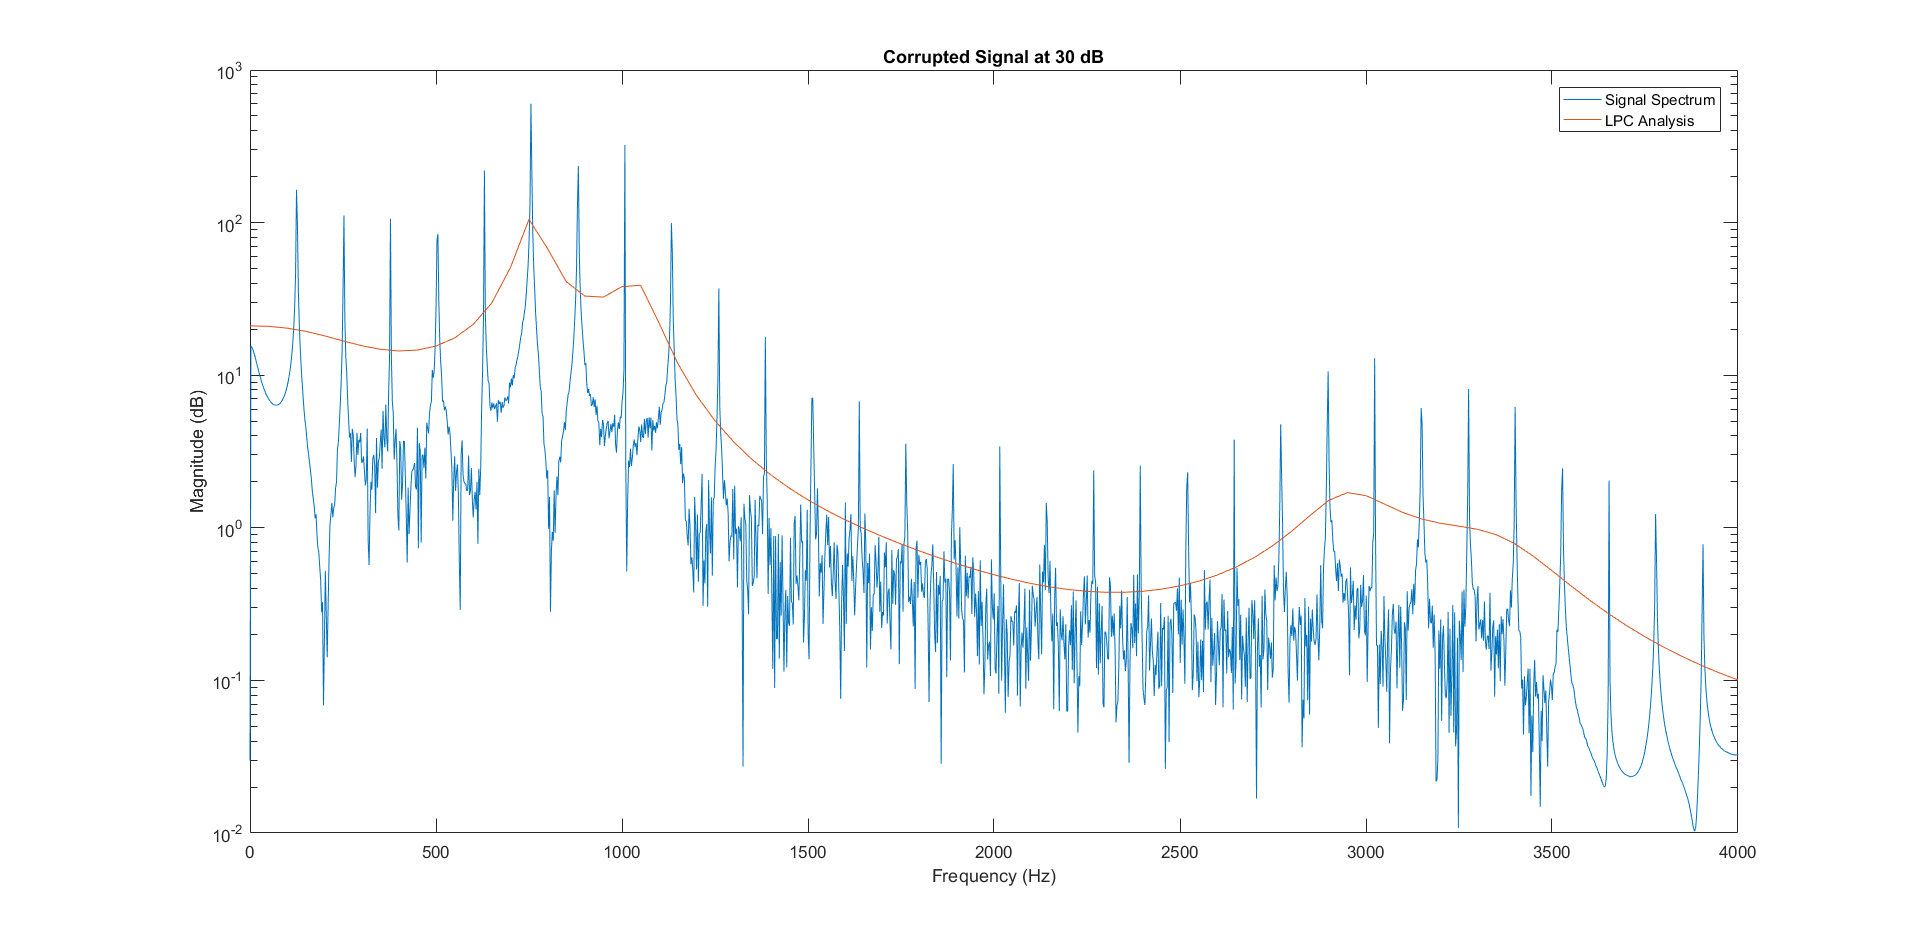 Corrupted Signal at 30 dB
Signal Spectrum
LPC Analysis
Magnitude (dB)
10^3
10^2
10^1
10^0
10^-1
10^-2
0 500 1000 1500 2000 2500 3000 3500 4000
Frequency (Hz)